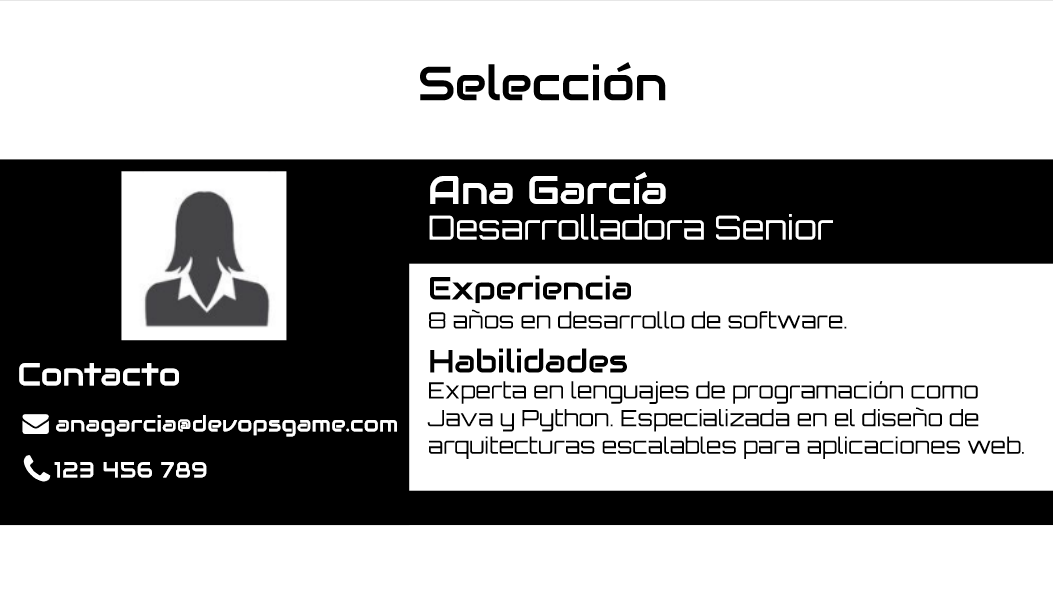 Selección
Ana García
Desarrolladora Senior
Experiencia
8 años en desarrollo de software.
Habilidades
Experta en lenguajes de programación como
Java y Python. Especializada en el diseño de
arquitecturas escalables para aplicaciones web.
Contacto
anagarcia@devopsgame.com
123 456 789